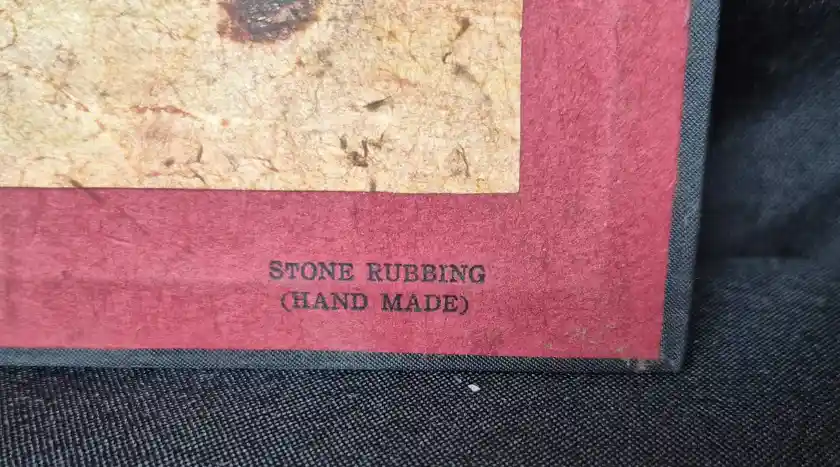 STONE RUBBING
(HAND MADE)